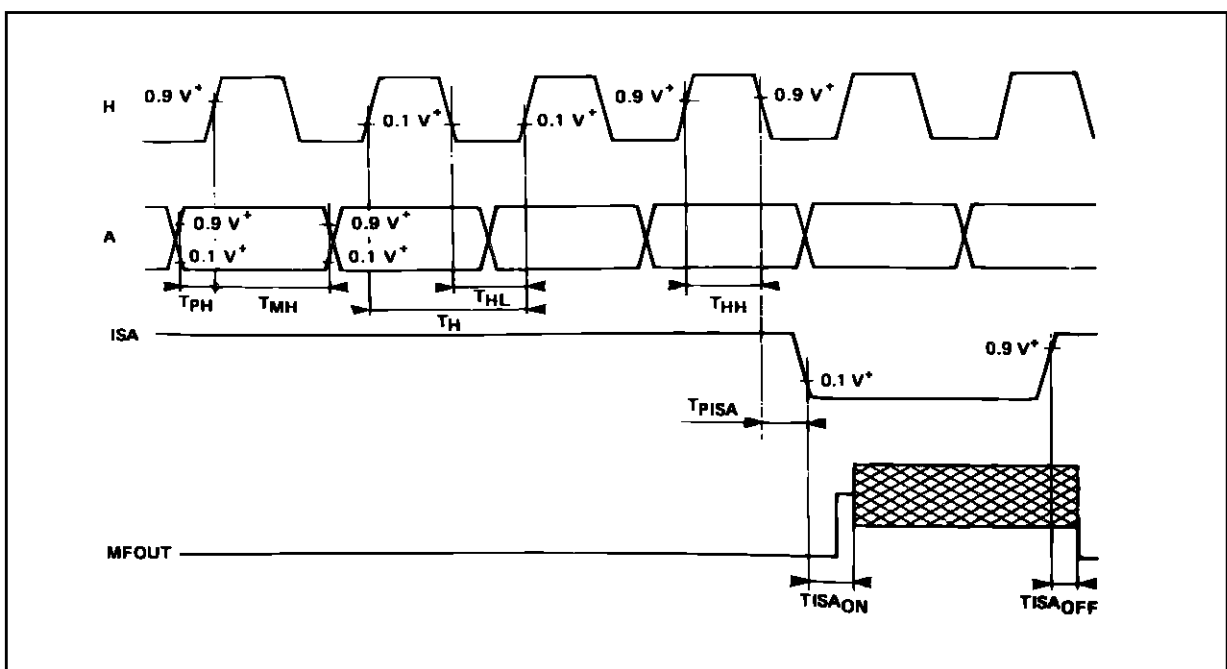 H
0.9 V+
0.1 V+
0.1 V+
0.9 V+
0.9 V+
A
0.9 V+
0.1 V+
0.9 V+
0.1 V+
TPH
TMH
THL
TH
THH
ISA
0.1 V+
0.9 V+
TPISA
MFOUT
TISAON
TISAOFF